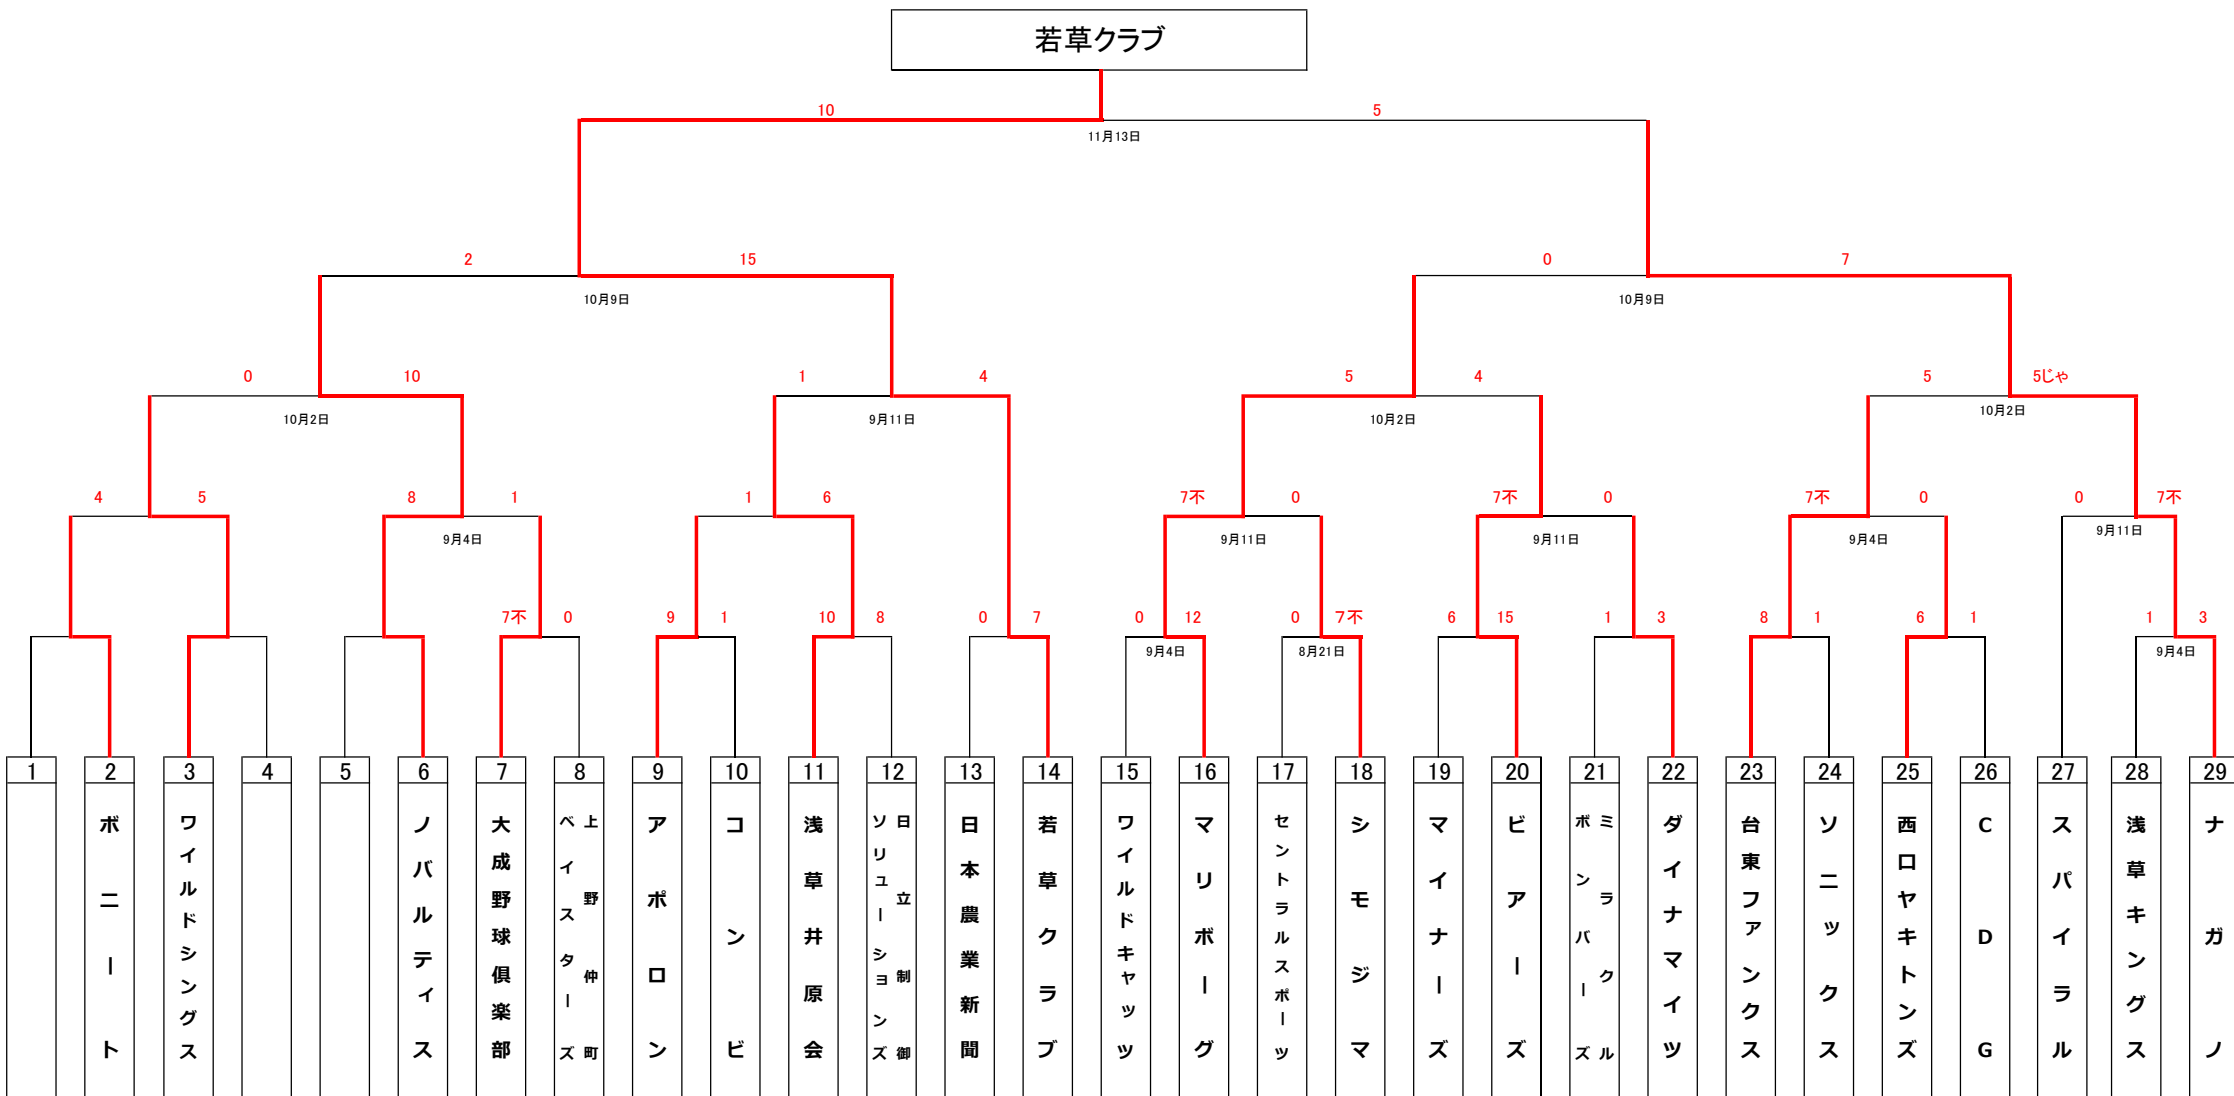 若草クラブ
10 5
11月13日
2 15 0 7
10月9日 10月9日
0 10 1 4 5 4 5 5じゃ
10月2日 9月11日 10月2日 10月2日
4 5 8 1 1 6 7不 0 7不 0 7不 0 0 7不
9月4日 9月11日 9月11日 9月4日 9月11日
7不 0 9 1 10 8 0 7 0 12 0 7不 6 15 1 3 8 1 6 1 1 3
9月4日 8月21日 9月4日
1
2
ボニート
3
ワイルドシングス
4
5
6
ノバルティス
7
大成野球倶楽部
8
上野仲町
ベイスターズ
9
アポロン
10
コンビ
11
浅草井原会
12
日立制御
ソリューションズ
13
日本農業新聞
14
若草クラブ
15
ワイルドキャッツ
16
マリボーグ
17
セントラルスポーツ
18
シモジマ
19
マイナーズ
20
ビアーズ
21
ミラクル
ボンバーズ
22
ダイナマイツ
23
台東ファンクス
24
ソニックス
25
西口ヤキトンズ
26
CDG
27
スパイラル
28
浅草キングス
29
ナガノ